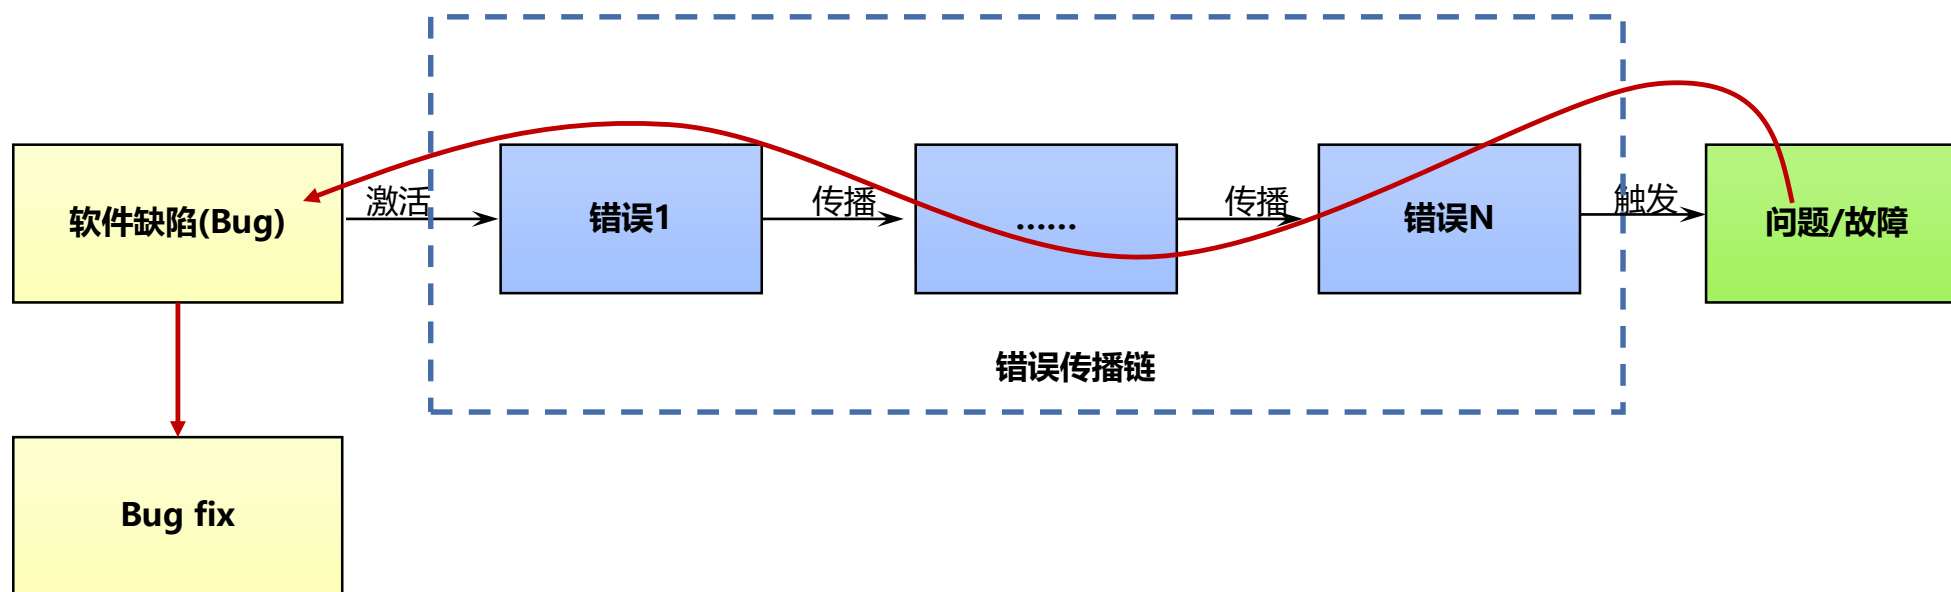 软件缺陷(Bug)
激活
错误1
传播
......
传播
错误N
触发
问题/故障
错误传播链
Bug fix